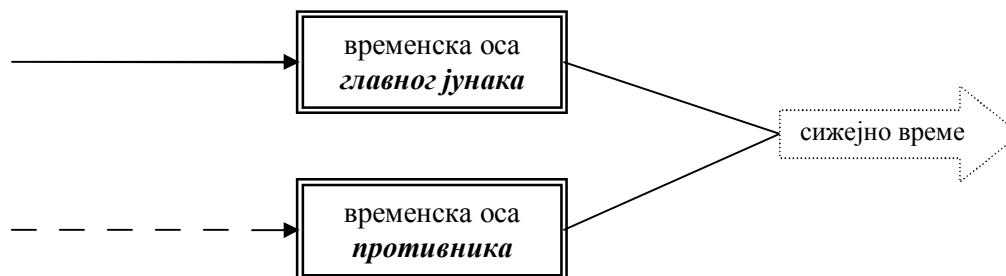 временска оса
главног јунака
сижејно време
временска оса
противника